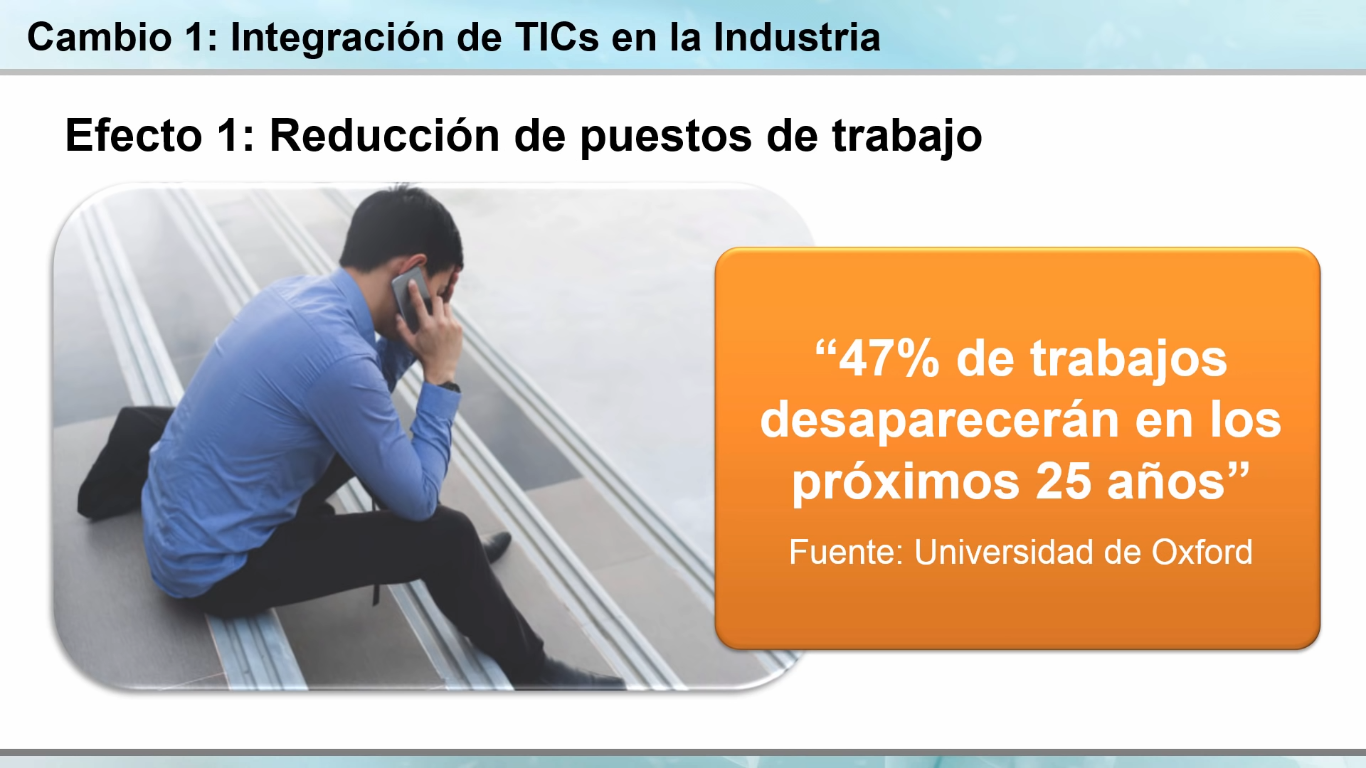 Cambio 1: Integración de TICs en la Industria
Efecto 1: Reducción de puestos de trabajo
“47% de trabajos
desaparecerán en los
próximos 25 años”
Fuente: Universidad de Oxford